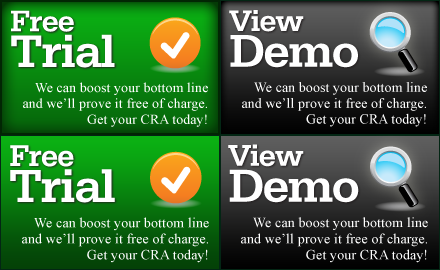 Free
Trial
We can boost your bottom line
and we'll prove it free of charge.
Get your CRA today!
View
Demo
We can boost your bottom line
and we'll prove it free of charge.
Get your CRA today!
Free
Trial
We can boost your bottom line
and we'll prove it free of charge.
Get your CRA today!
View
Demo
We can boost your bottom line
and we'll prove it free of charge.
Get your CRA today!